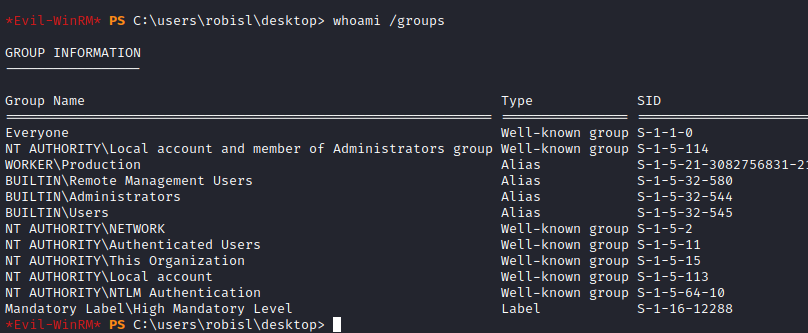 *Evil-WinRM* PS C:\users\robisl\desktop> whoami /groups
GROUP INFORMATION
-----------------
Group Name Type SID
Everyone Well-known group S-1-1-0
NT AUTHORITY\Local account and member of Administrators group Well-known group S-1-5-114
WORKER\Production Alias S-1-5-21-3082756831-21
BUILTIN\Remote Management Users Alias S-1-5-32-580
BUILTIN\Administrators Alias S-1-5-32-544
BUILTIN\Users Alias S-1-5-32-545
NT AUTHORITY\NETWORK Well-known group S-1-5-2
NT AUTHORITY\Authenticated Users Well-known group S-1-5-11
NT AUTHORITY\This Organization Well-known group S-1-5-15
NT AUTHORITY\Local account Well-known group S-1-5-113
NT AUTHORITY\NTLM Authentication Well-known group S-1-5-64-10
Mandatory Label\High Mandatory Level Label S-1-16-12288
*Evil-WinRM* PS C:\users\robisl\desktop>